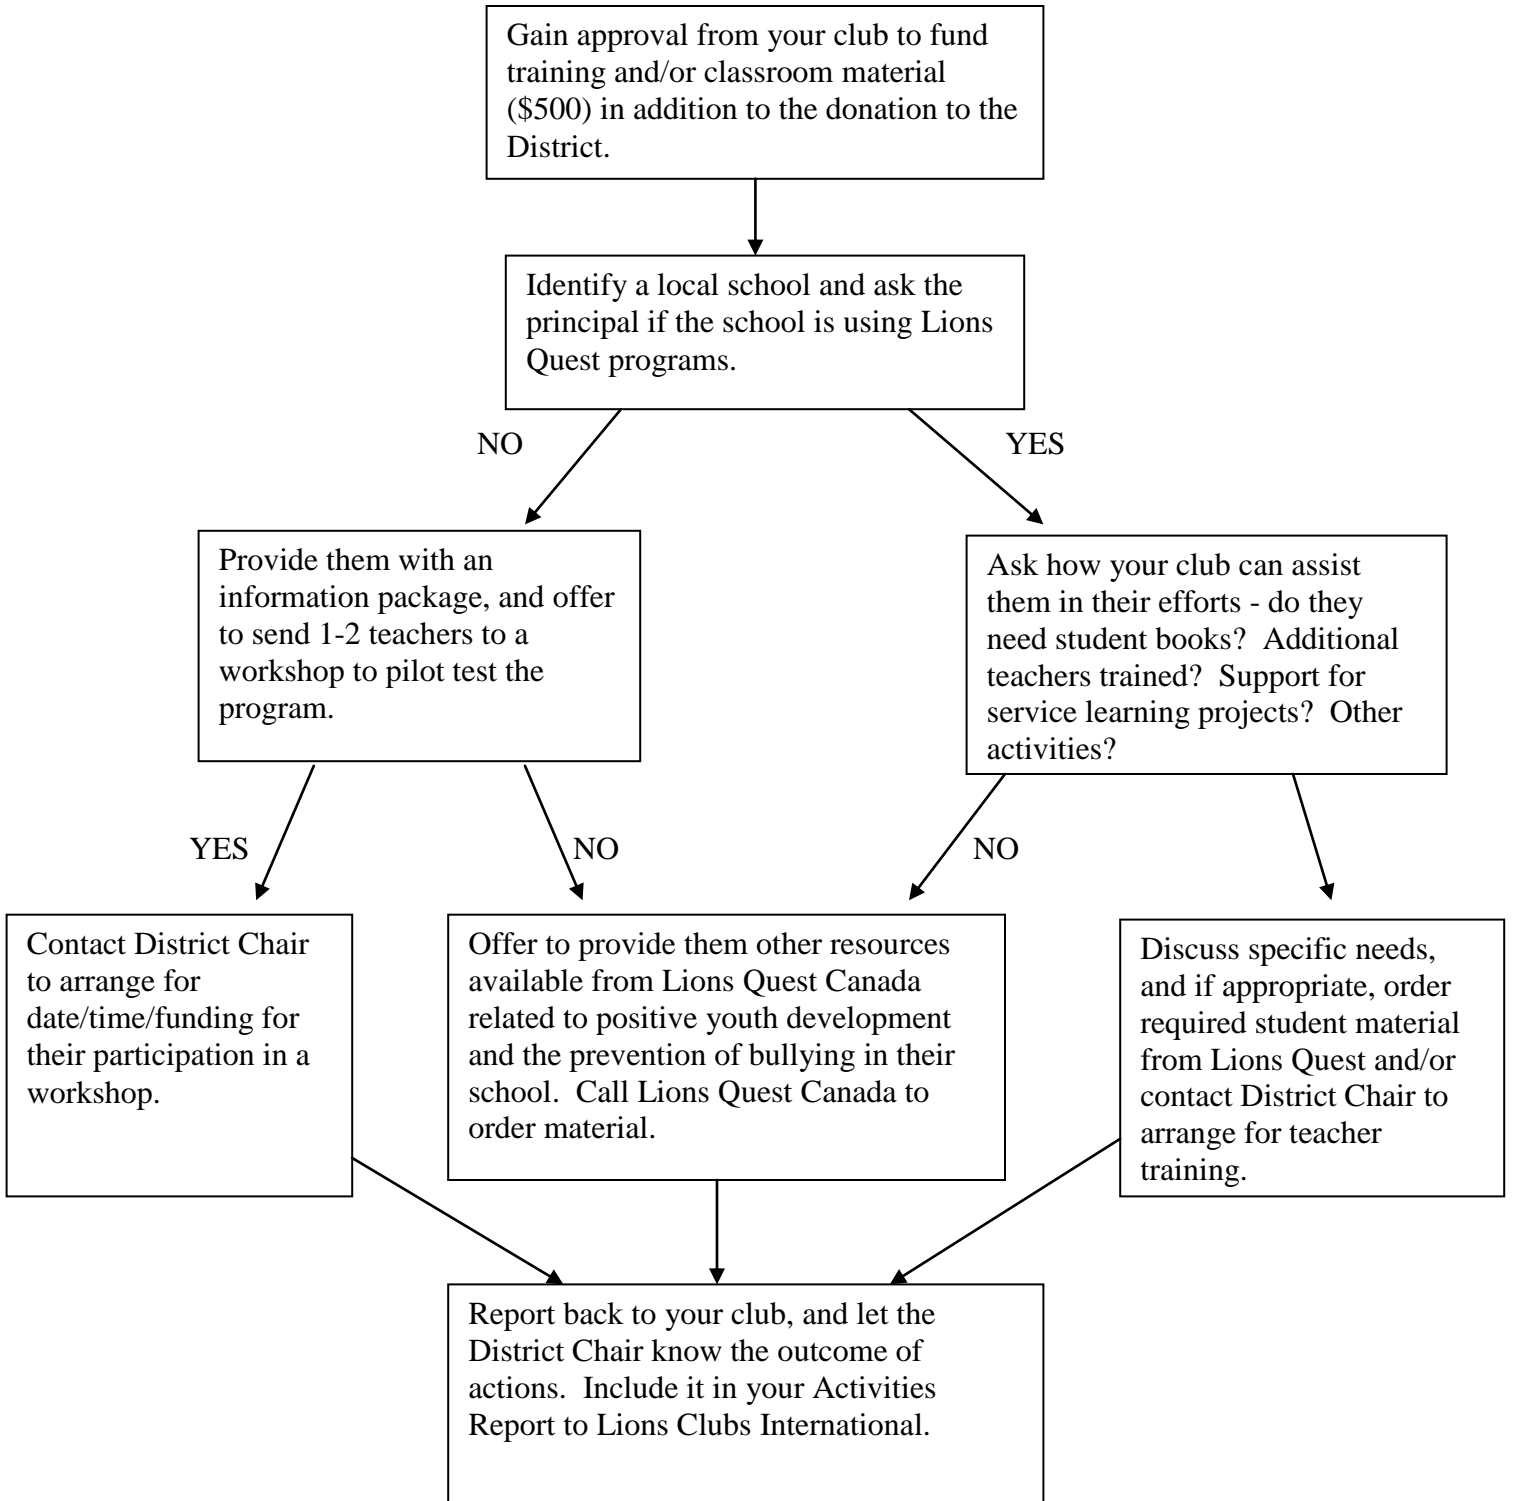 Gain approval from your club to fund
training and/or classroom material
($500) in addition to the donation to the
District.
Identify a local school and ask the
principal if the school is using Lions
Quest programs.
NO
YES
Provide them with an
information package, and offer
to send 1-2 teachers to a
workshop to pilot test the
program.
Ask how your club can assist
them in their efforts - do they
need student books?  Additional
teachers trained?  Support for
service learning projects?  Other
activities?
YES
NO
NO
Contact District Chair
to arrange for
date/time/funding for
their participation in a
workshop.
Offer to provide them other resources
available from Lions Quest Canada
related to positive youth development
and the prevention of bullying in their
school.  Call Lions Quest Canada to
order material.
Discuss specific needs,
and if appropriate, order
required student material
from Lions Quest and/or
contact District Chair to
arrange for teacher
training.
Report back to your club, and let the
District Chair know the outcome of
actions.  Include it in your Activities
Report to Lions Clubs International.